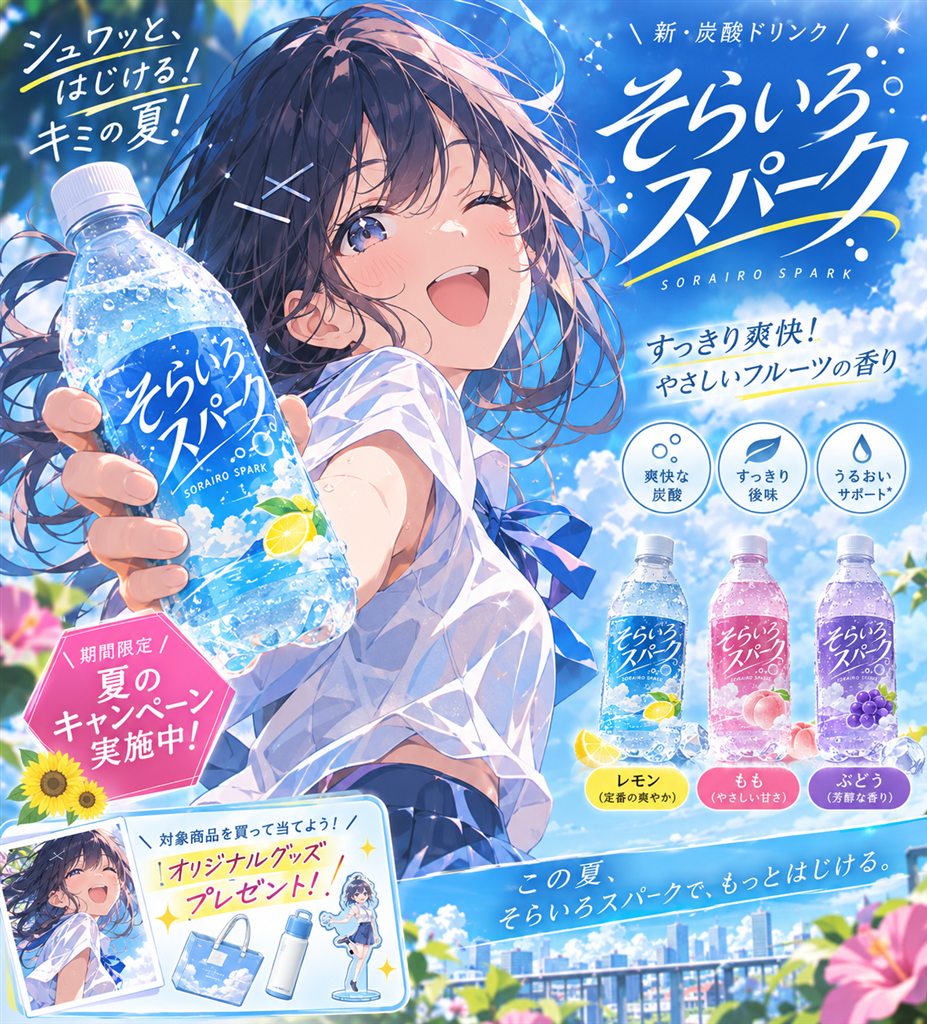 シュワッと、
はじける!
キミの夏!
\ 新・炭酸ドリンク /
そらいろ
スパーク
SORAIRO SPARK
すっきり爽快!
やさしいフルーツの香り
爽快な
炭酸
すっきり
後味
うるおい
サポート*
そらいろ
スパーク
SORAIRO SPARK
そらいろ
スパーク
SORAIRO SPARK
そらいろ
スパーク
SORAIRO SPARK
そらいろ
スパーク
SORAIRO SPARK
レモン
(定番の爽やか)
もも
(やさしい甘さ)
ぶどう
(芳醇な香り)
\ 期間限定 /
夏の
キャンペーン
実施中!
\ 対象商品を買って当てよう! /
オリジナルグッズ
プレゼント!
この夏、
そらいろスパークで、もっとはじける。